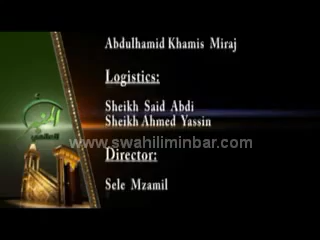 Abdulhamid Khamis Miraj
Logistics:
Sheikh Said Abdi
Sheikh Ahmed Yassin
www.swahiliminbar.com
Director:
Sele Mzamil